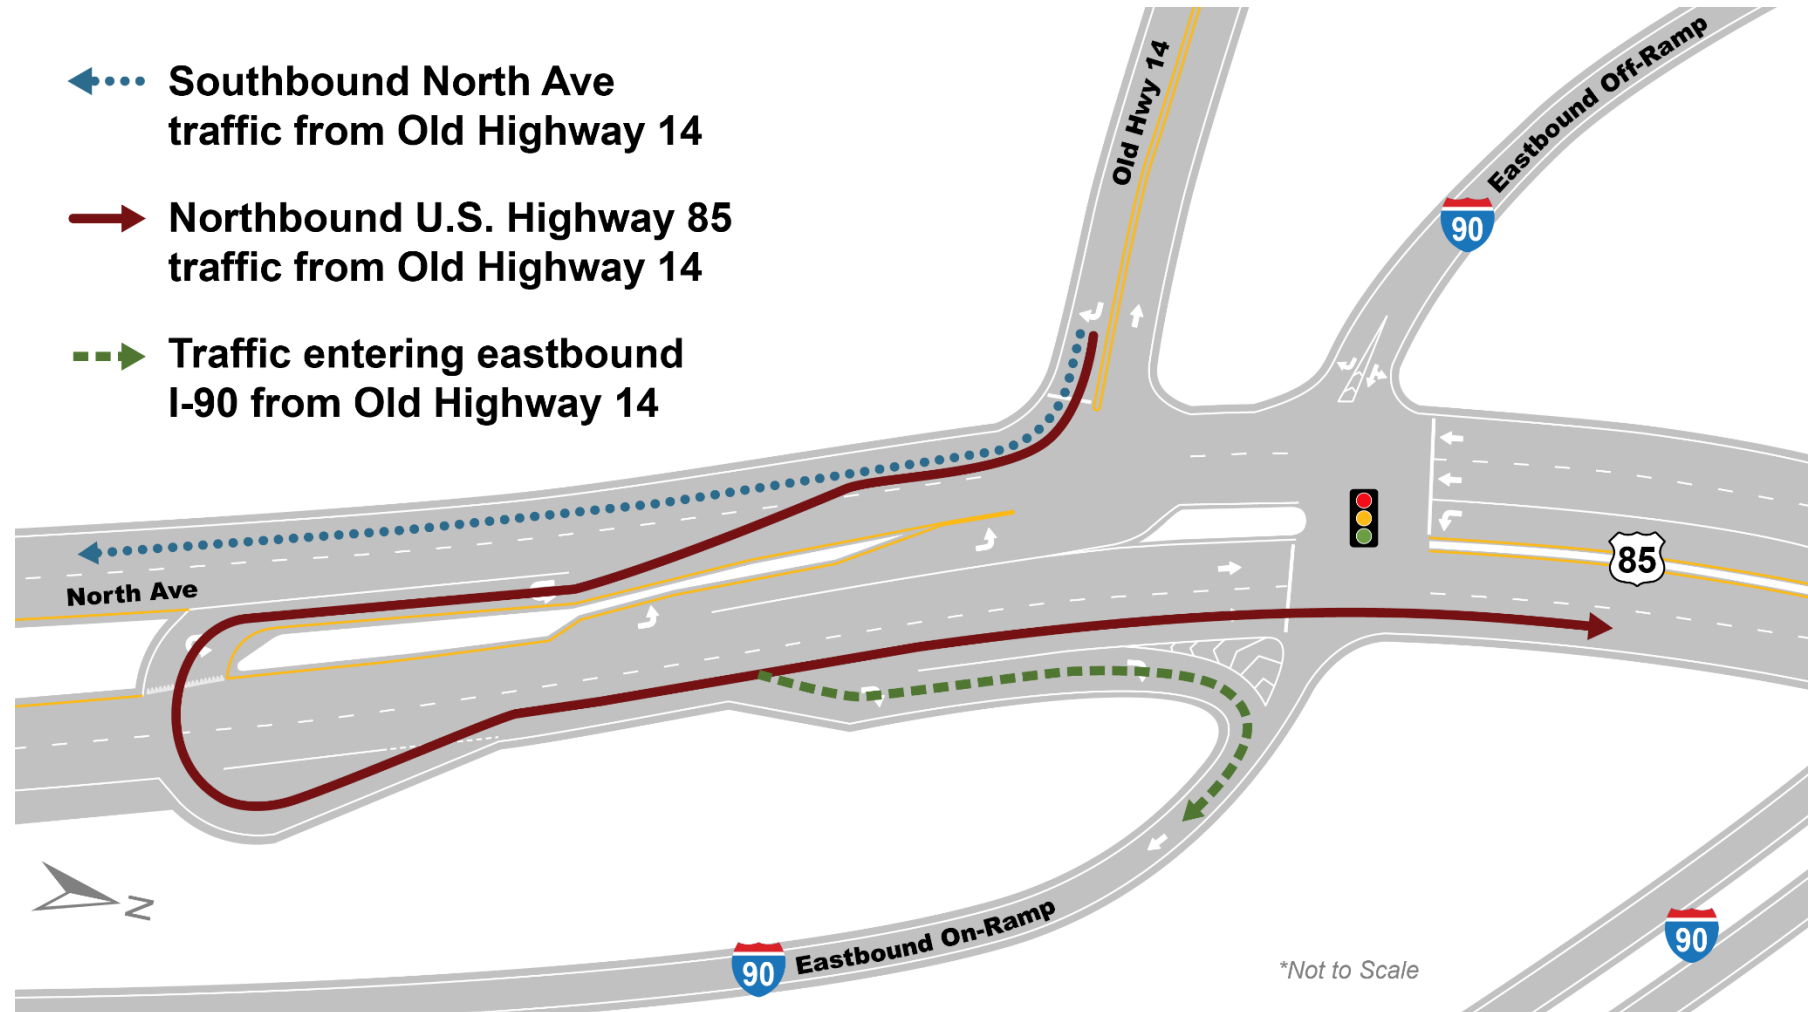 Southbound North Ave
traffic from Old Highway 14
Northbound U.S. Highway 85
traffic from Old Highway 14
Traffic entering eastbound
I-90 from Old Highway 14
Old Hwy 14
Eastbound Off-Ramp
90
85
North Ave
N
90
Eastbound On-Ramp
90
*Not to Scale